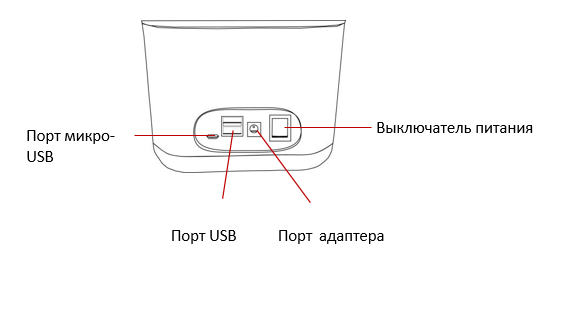 Выключатель питания
Порт микро-
USB
Порт USB
Порт адаптера